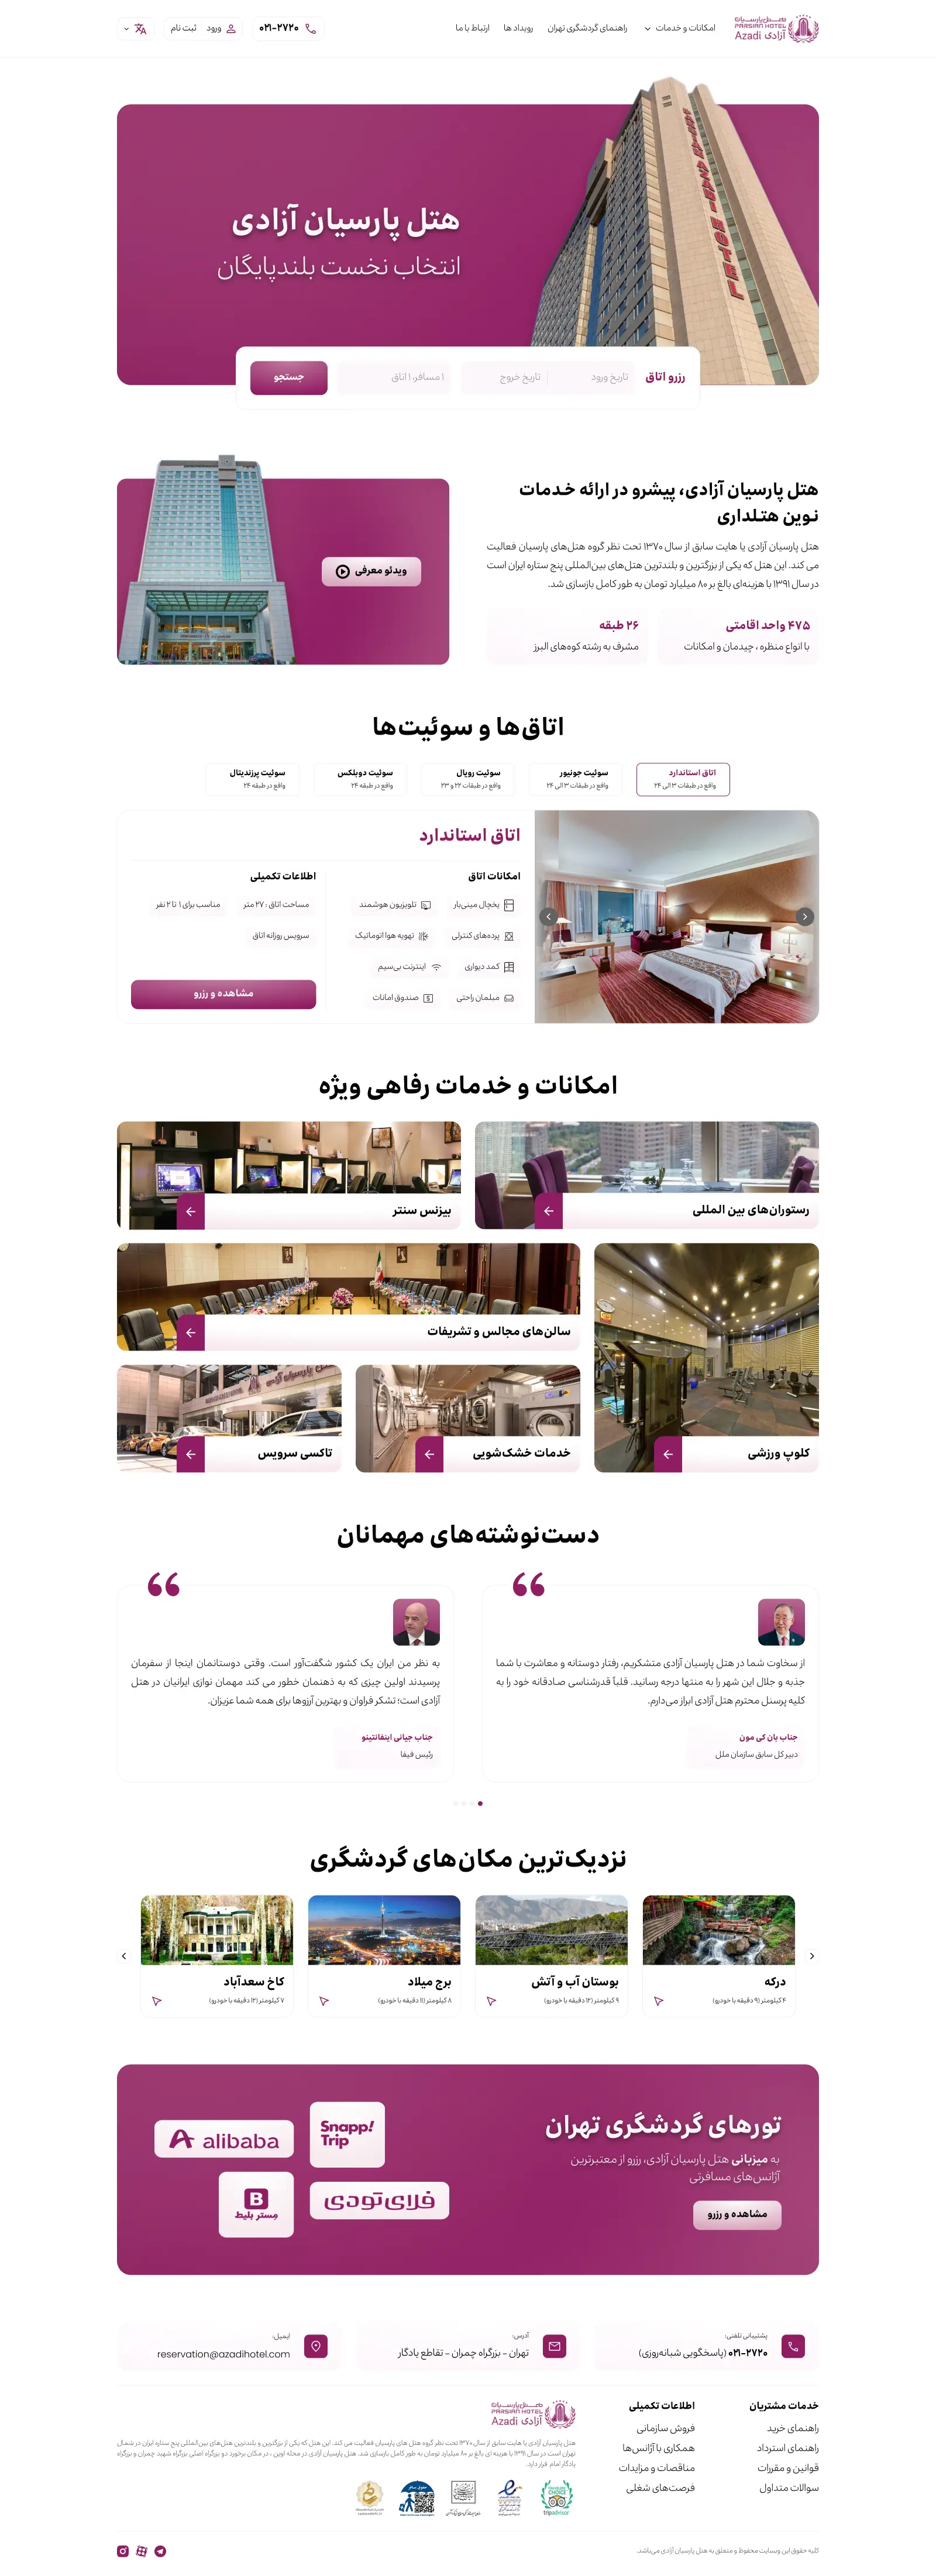 هتل پارسیان
PARSIAN HOTEL
آزادی Azadi
امکانات و خدمات
راهنمای گردشگری تهران
رویداد ها
ارتباط با ما
۰۲۱-۲۷۲۰
ورود
ثبت نام
PARSIAN AZADI HOTEL
هتل پارسیان آزادی
انتخاب نخست بلندپایگان
رزرو اتاق
تاریخ ورود
تاریخ خروج
۱ مسافر، ۱ اتاق
جستجو
هتل پارسیان آزادی، پیشرو در ارائه خدمات
نوین هتلداری
هتل پارسیان آزادی یا هایت سابق از سال ۱۳۷۰ تحت نظر گروه هتل‌های پارسیان فعالیت
می کند. این هتل که یکی از بزرگترین و بلندترین هتل‌های بین‌المللی پنج ستاره ایران است
در سال ۱۳۹۱ با هزینه‌ای بالغ بر ۸۰ میلیارد تومان به طور کامل بازسازی شد.
۴۷۵ واحد اقامتی
با انواع منظره ، چیدمان و امکانات
۲۶ طبقه
مشرف به رشته کوه‌های البرز
ویدئو معرفی
اتاق‌ها و سوئیت‌ها
اتاق استاندارد
واقع در طبقات ۳ الی ۲۴
سوئیت جونیور
واقع در طبقات ۳ الی ۲۴
سوئیت رویال
واقع در طبقات ۲۲ و ۲۳
سوئیت دوبلکس
واقع در طبقه ۲۴
سوئیت پرزندیتال
واقع در طبقه ۲۴
اتاق استاندارد
امکانات اتاق
یخچال مینی‌بار
تلویزیون هوشمند
پرده‌های کنترلی
تهویه هوا اتوماتیک
کمد دیواری
اینترنت بی‌سیم
مبلمان راحتی
صندوق امانات
اطلاعات تکمیلی
مساحت اتاق : ۲۷ متر
مناسب برای ۱ تا ۲ نفر
سرویس روزانه اتاق
مشاهده و رزرو
امکانات و خدمات رفاهی ویژه
رستوران‌های بین المللی
بیزنس سنتر
کلوپ ورزشی
سالن‌های مجالس و تشریفات
خدمات خشک‌شویی
تاکسی سرویس
دست‌نوشته‌های مهمانان
از سخاوت شما در هتل پارسیان آزادی متشکریم، رفتار دوستانه و معاشرت با شما
جذبه و جلال این شهر را به منتها درجه رسانید. قلباً قدرشناسی صادقانه خود را به
کلیه پرسنل محترم هتل آزادی ابراز می‌دارم.
جناب بان کی مون
دبیر کل سابق سازمان ملل
به نظر من ایران یک کشور شگفت‌آور است. وقتی دوستانمان اینجا از سفرمان
پرسیدند اولین چیزی که به ذهنمان خطور می کند مهمان نوازی ایرانیان در هتل
آزادی است؛ تشکر فراوان و بهترین آرزوها برای همه شما عزیزان.
جناب جیانی اینفانتینو
رئیس فیفا
نزدیک‌ترین مکان‌های گردشگری
درکه
۴ کیلومتر (۹ دقیقه با خودرو)
بوستان آب و آتش
۹ کیلومتر (۱۲ دقیقه با خودرو)
برج میلاد
۸ کیلومتر (۱۱ دقیقه با خودرو)
کاخ سعدآباد
۷ کیلومتر (۱۲ دقیقه با خودرو)
تورهای گردشگری تهران
به میزبانی هتل پارسیان آزادی، رزرو از معتبرترین
آژانس‌های مسافرتی
مشاهده و رزرو
Snapp!
Trip
alibaba
فلای‌تودی
مِستر بلیط
پشتیبانی تلفنی:
۰۲۱-۲۷۲۰ (پاسخگویی شبانه‌روزی)
آدرس:
تهران - بزرگراه چمران - تقاطع یادگار
ایمیل:
reservation@azadihotel.com
خدمات مشتریان
راهنمای خرید
راهنمای استرداد
قوانین و مقررات
سوالات متداول
اطلاعات تکمیلی
فروش سازمانی
همکاری با آژانس‌ها
مناقصات و مزایدات
فرصت‌های شغلی
هتل پارسیان
PARSIAN HOTEL
آزادی Azadi
هتل پارسیان آزادی یا هایت سابق از سال ۱۳۷۰ تحت نظر گروه هتل های پارسیان فعالیت می کند. این هتل که یکی از بزرگترین و بلندترین هتل‌های بین‌المللی پنج ستاره ایران در شمال
تهران است در سال ۱۳۹۱ با هزینه ای بالغ بر ۸۰ میلیارد تومان به طور کامل بازسازی شد. هتل پارسیان آزادی در محله اوین ، در مکان برخورد دو بزرگراه اصلی بزرگراه شهید چمران و بزرگراه
یادگار امام قرار دارد.
tripadvisor
کلیه حقوق این وبسایت محفوظ و متعلق به هتل پارسیان آزادی می‌باشد.